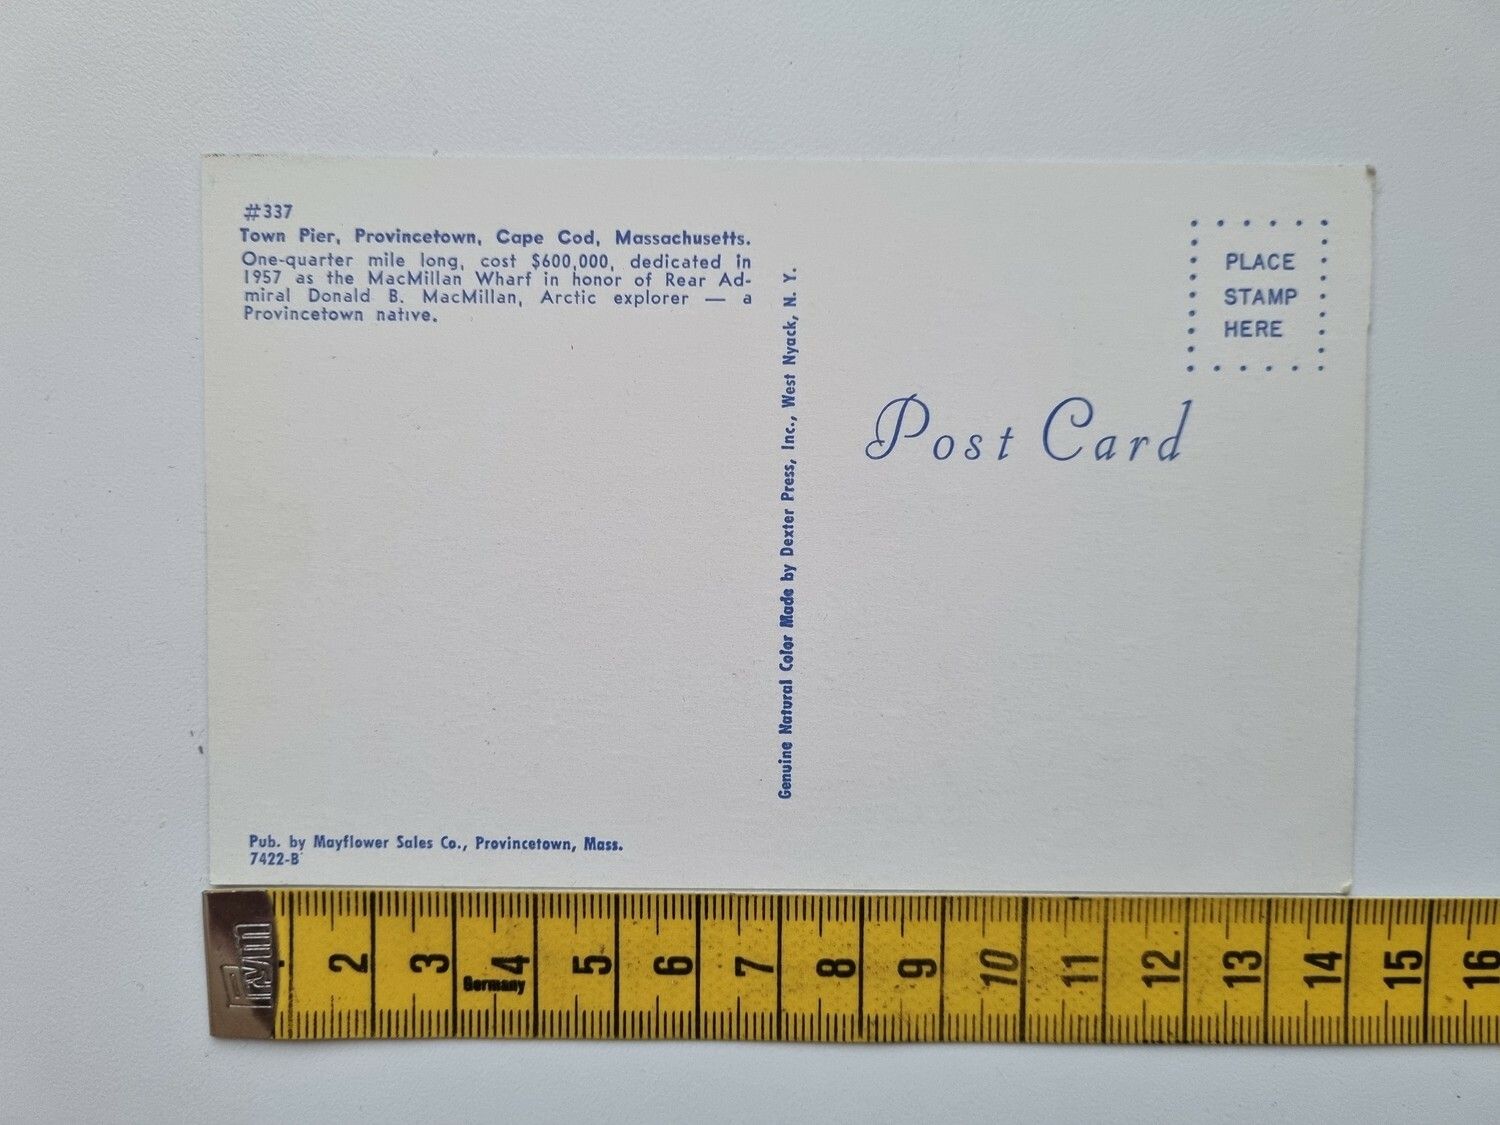 #337
Town Pier, Provincetown, Cape Cod, Massachusetts.
One-quarter mile long, cost $600,000, dedicated in
1957 as the MacMillan Wharf in honor of Rear Ad-
miral Donald B. MacMillan, Arctic explorer — a
Provincetown native.
Genuine Natural Color Made by Dexter Press, Inc., West Nyack, N. Y.
PLACE
STAMP
HERE
Post Card
Pub. by Mayflower Sales Co., Provincetown, Mass.
7422-B
Prym
2 3 4 5 6 7 8 9 10 11 12 13 14 15 16
Germany